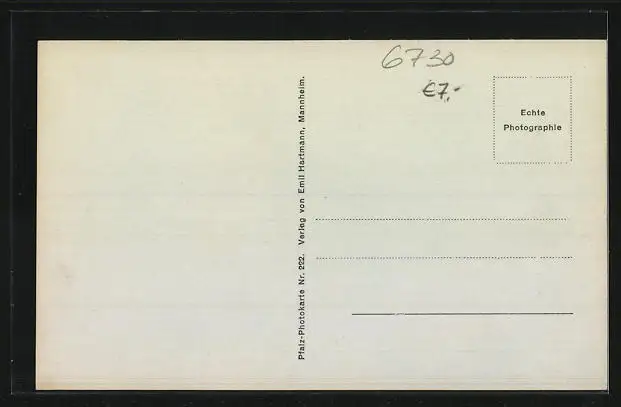 6730
€7,-
Echte
Photographie
Pfalz-Photokarte Nr. 222. Verlag von Emil Hartmann, Mannheim.